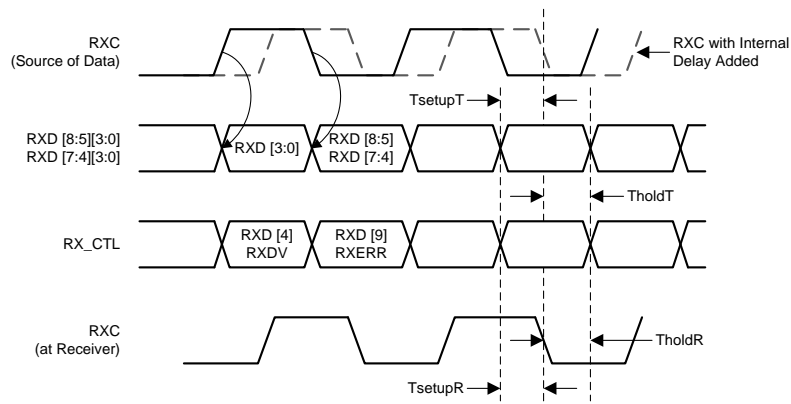 RXC
(Source of Data)
RXC with Internal
Delay Added
TsetupT
RXD [8:5][3:0]
RXD [7:4][3:0]
RXD [3:0]
RXD [8:5]
RXD [7:4]
TholdT
RX_CTL
RXD [4]
RXDV
RXD [9]
RXERR
RXC
(at Receiver)
TholdR
TsetupR